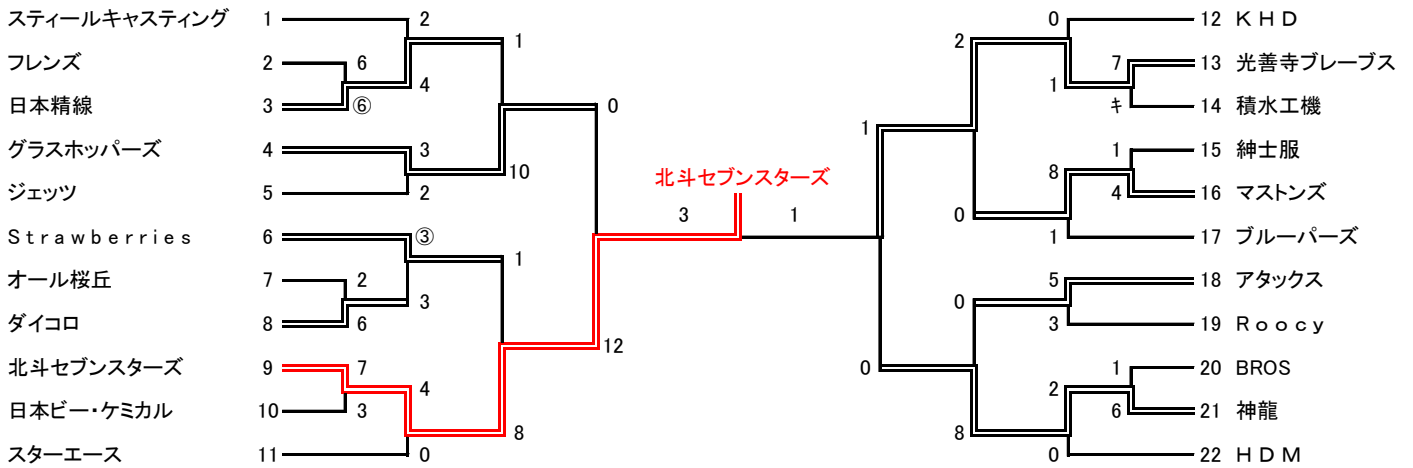 スティールキャスティング 1 2 0 12 ＫＨＤ
1 2
フレンズ 2 6 7 13 光善寺ブレーブス
4 1
日本精線 3 ⑥ 0 ｷ 14 積水工機
1
グラスホッパーズ 4 3 1 15 紳士服
10 8
北斗セブンスターズ
ジェッツ 5 2 4 16 マストンズ
3 1 0
Ｓｔｒａｗｂｅｒｒｉｅｓ 6 ③ 1 17 ブルーパーズ
1
オール桜丘 7 2 5 18 アタックス
3 0
ダイコロ 8 6 3 19 Ｒｏｏｃｙ
12
北斗セブンスターズ 9 7 0 1 20 BROS
4 2
日本ビー・ケミカル 10 3 6 21 神龍
8 8
スターエース 11 0 0 22 ＨＤＭ